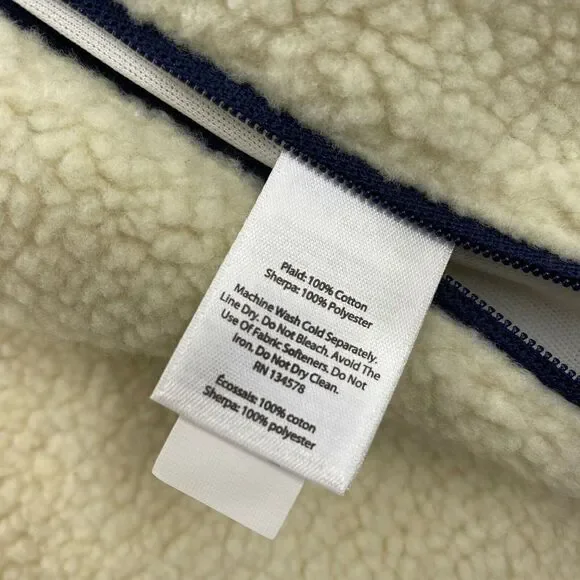 Plaid: 100% Cotton
Sherpa: 100% Polyester
Machine Wash Cold Separately.
Line Dry. Do Not Bleach. Avoid The
Use Of Fabric Softeners. Do Not
Iron. Do Not Dry Clean.
RN 134578
Écossais: 100% coton
Sherpa: 100% polyester